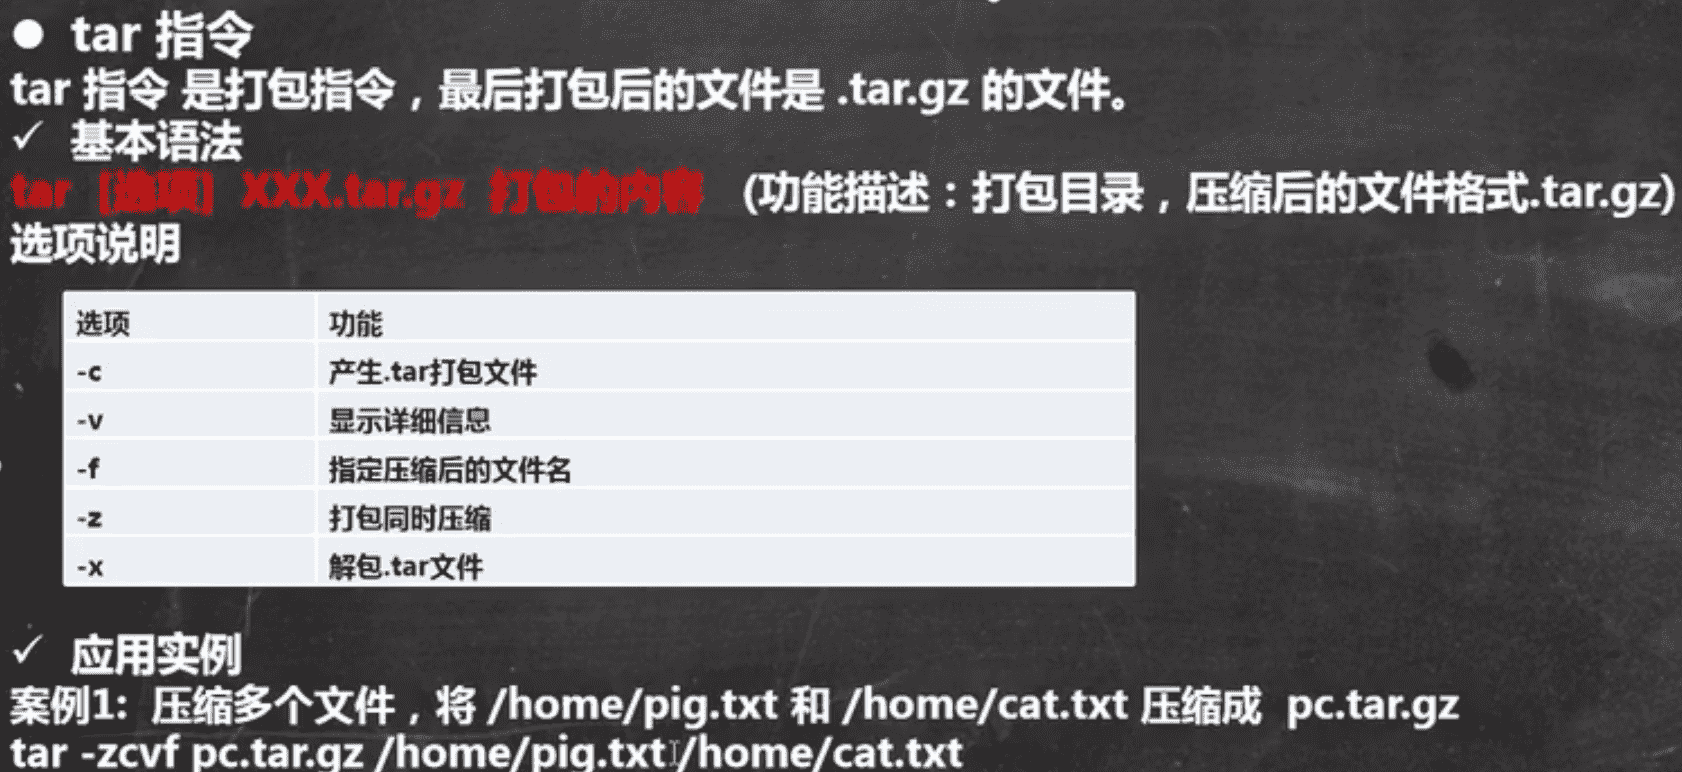 ● tar 指令
tar 指令 是打包指令，最后打包后的文件是 .tar.gz 的文件。
✓ 基本语法
tar [选项] XXX.tar.gz 打包的内容 (功能描述：打包目录，压缩后的文件格式.tar.gz)
选项说明
选项 功能
-c 产生.tar打包文件
-v 显示详细信息
-f 指定压缩后的文件名
-z 打包同时压缩
-x 解包.tar文件
✓ 应用实例
案例1: 压缩多个文件，将 /home/pig.txt 和 /home/cat.txt 压缩成 pc.tar.gz
tar -zcvf pc.tar.gz /home/pig.txt /home/cat.txt